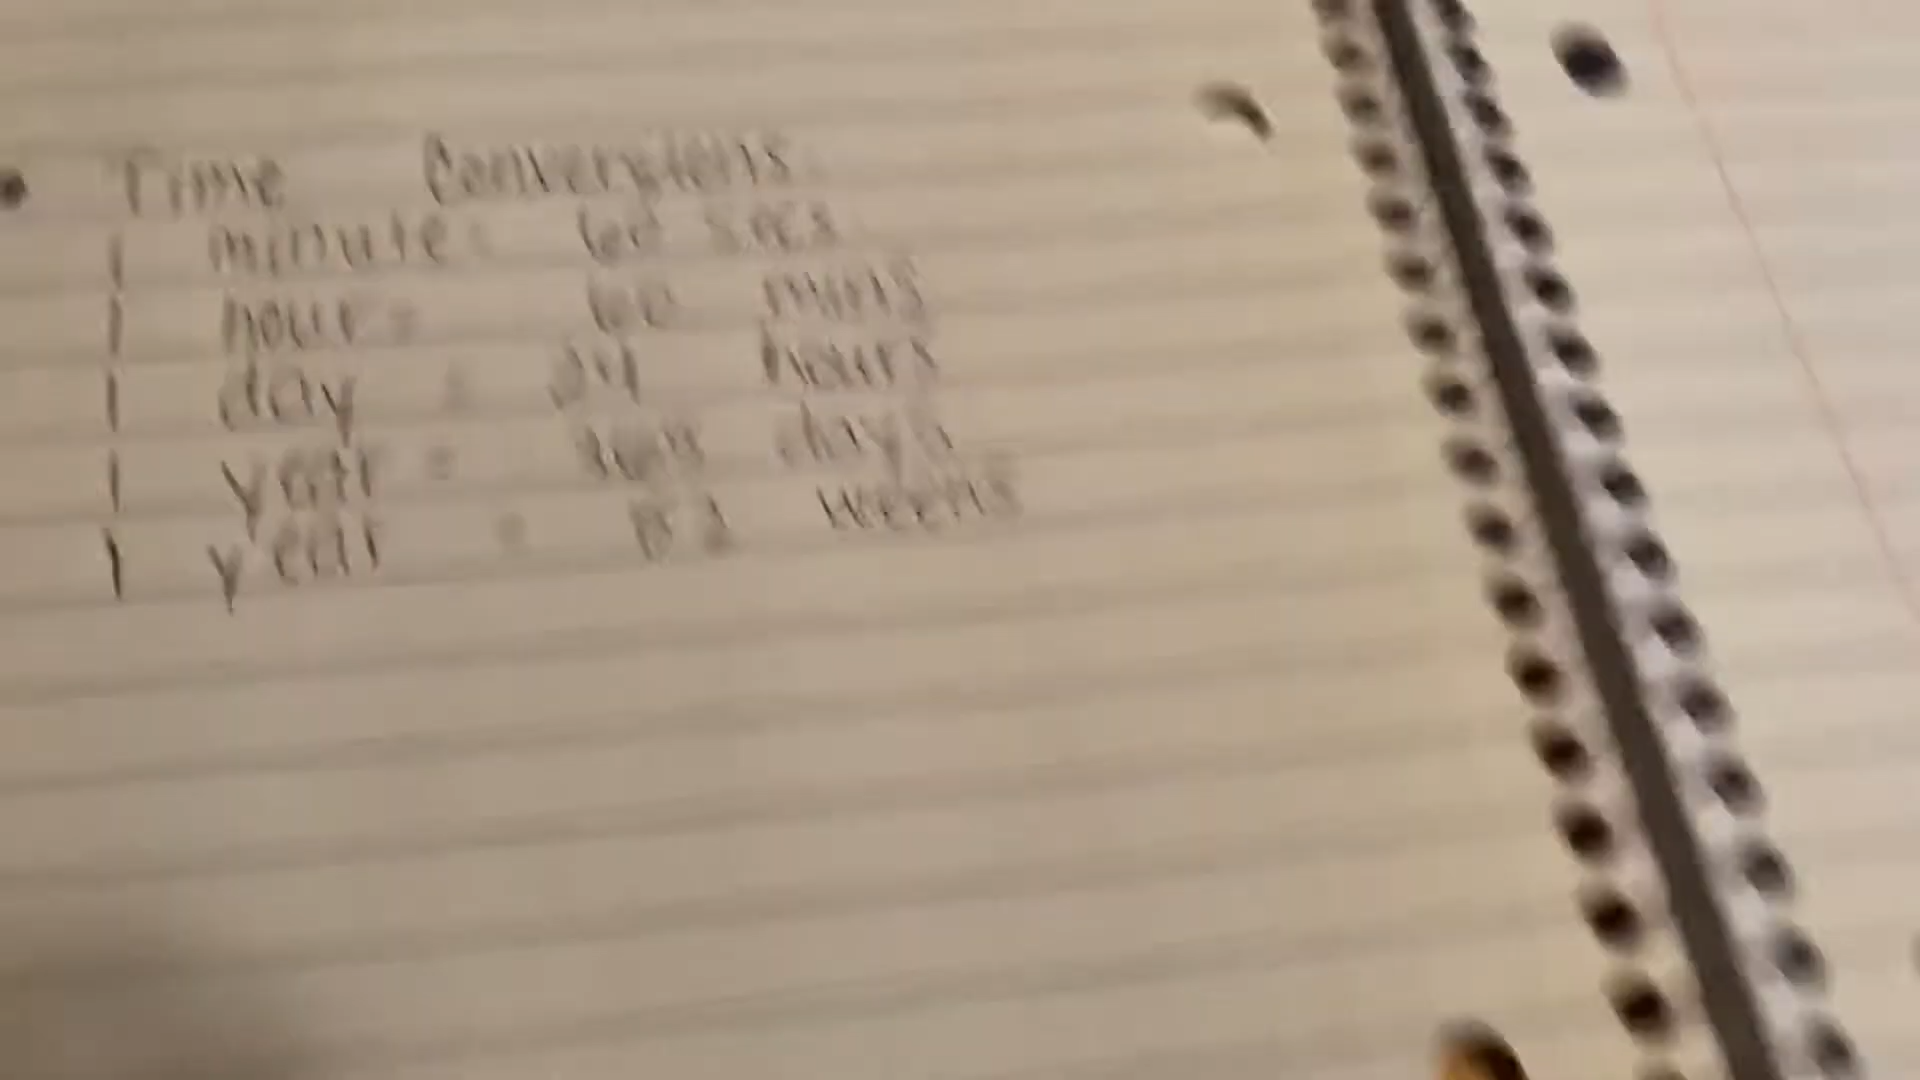 Time Conversions
1 minute = 60 secs
1 hour = 60 mins
1 day = 24 hours
1 year = days
1 year = 52 weeks